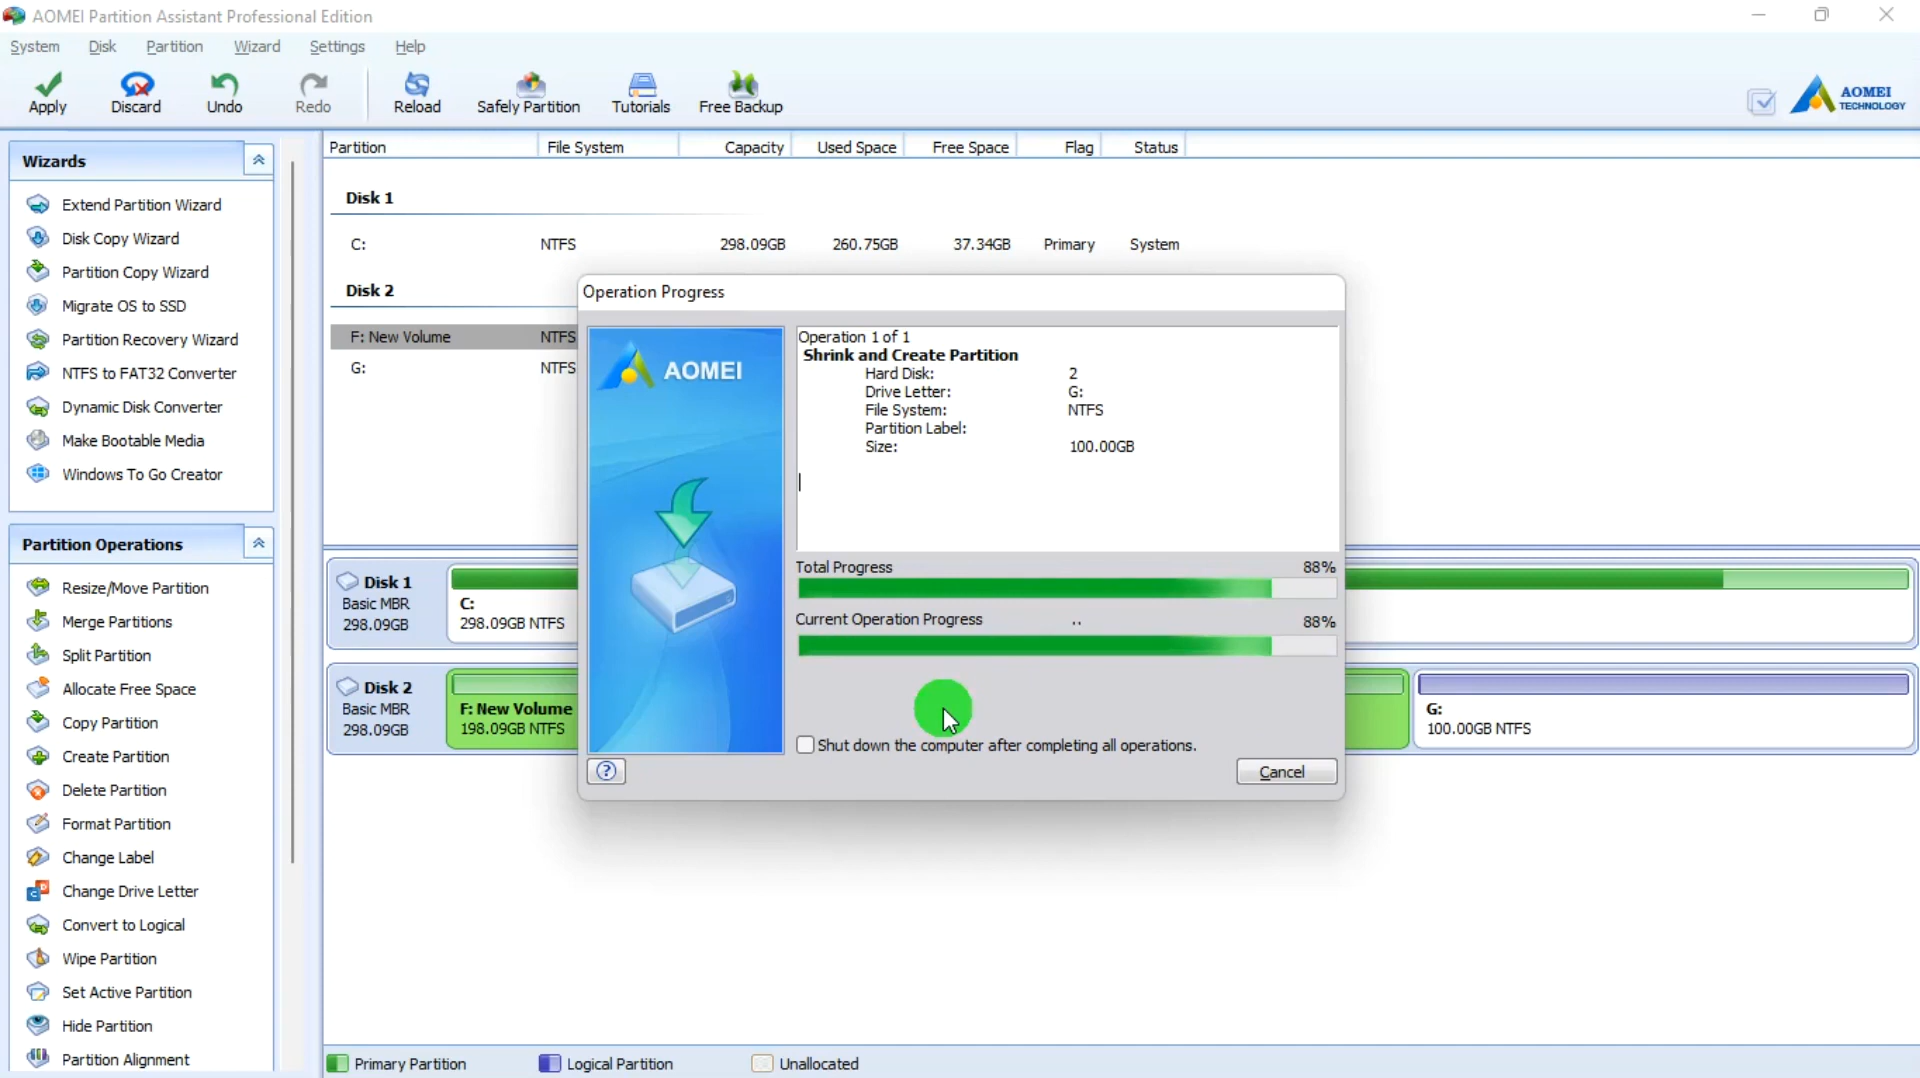 AOMEI Partition Assistant Professional Edition
System Disk Partition Wizard Settings Help
Apply Discard Undo Redo Reload Safely Partition Tutorials Free Backup
AOMEI
TECHNOLOGY
Wizards
Extend Partition Wizard
Disk Copy Wizard
Partition Copy Wizard
Migrate OS to SSD
Partition Recovery Wizard
NTFS to FAT32 Converter
Dynamic Disk Converter
Make Bootable Media
Windows To Go Creator
Partition Operations
Resize/Move Partition
Merge Partitions
Split Partition
Allocate Free Space
Copy Partition
Create Partition
Delete Partition
Format Partition
Change Label
Change Drive Letter
Convert to Logical
Wipe Partition
Set Active Partition
Hide Partition
Partition Alignment
Partition File System Capacity Used Space Free Space Flag Status
Disk 1
C: NTFS 298.09GB 260.75GB 37.34GB Primary System
Disk 2
F: New Volume NTFS
G: NTFS
Operation Progress
AOMEI
Operation 1 of 1
Shrink and Create Partition
Hard Disk: 2
Drive Letter: G:
File System: NTFS
Partition Label:
Size: 100.00GB
Total Progress 88%
Current Operation Progress .. 88%
Shut down the computer after completing all operations.
? Cancel
Disk 1
Basic MBR
298.09GB
C:
298.09GB NTFS
Disk 2
Basic MBR
298.09GB
F: New Volume
198.09GB NTFS
G:
100.00GB NTFS
Primary Partition Logical Partition Unallocated